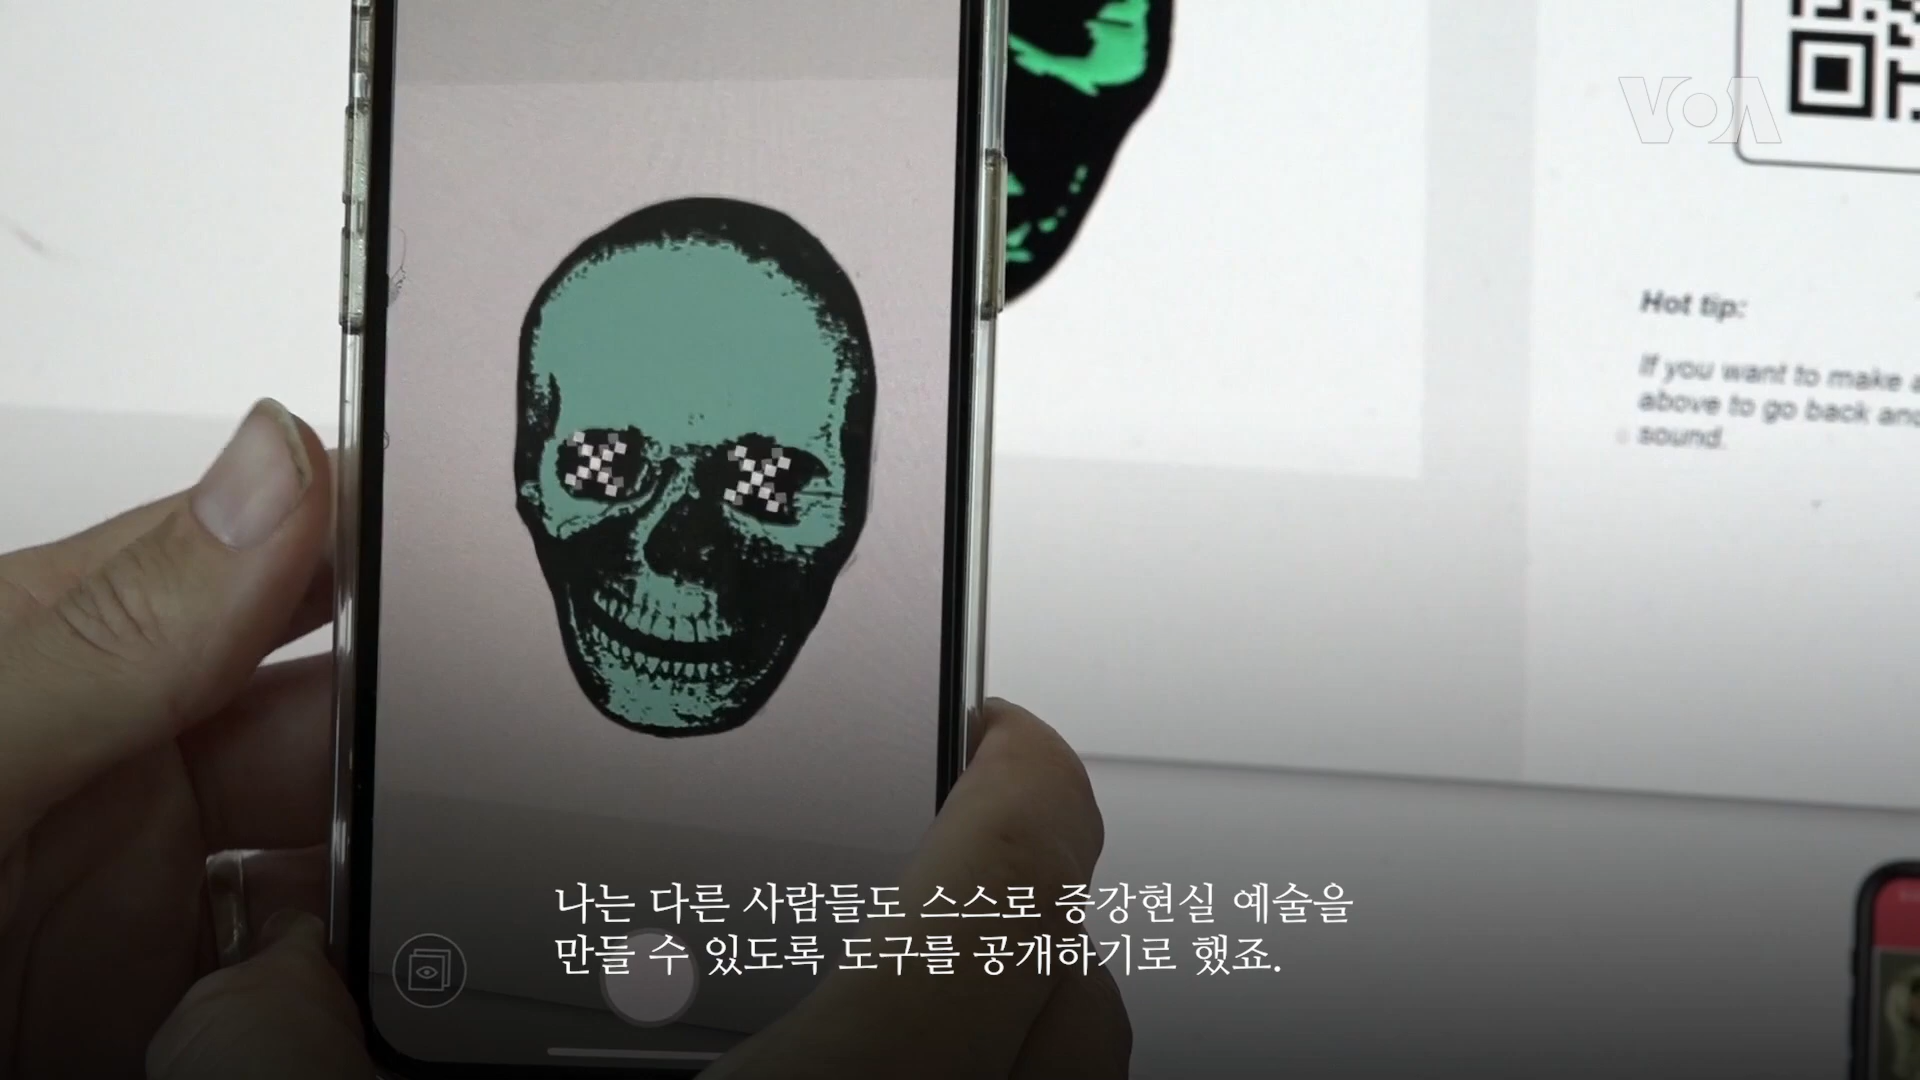 VOA
Hot tip:
If you want to make
above to go back and
sound.
나는 다른 사람들도 스스로 증강현실 예술을
만들 수 있도록 도구를 공개하기로 했죠.